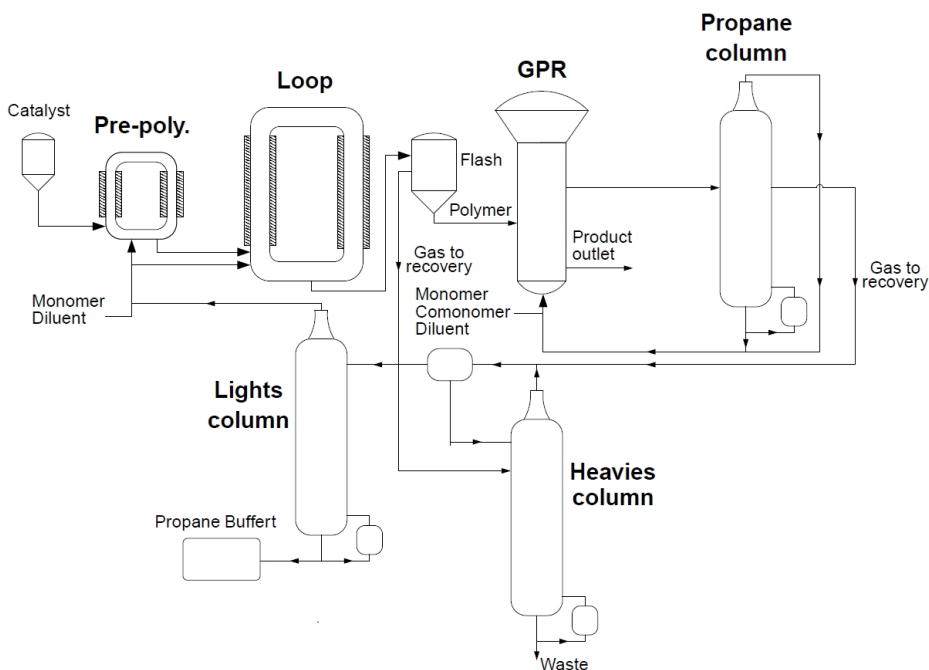 Propane
column
GPR
Loop
Catalyst
Pre-poly.
Flash
Polymer
Product
outlet
Gas to
recovery
Gas to
recovery
Monomer
Diluent
Monomer
Comonomer
Diluent
Lights
column
Heavies
column
Propane Buffert
Waste